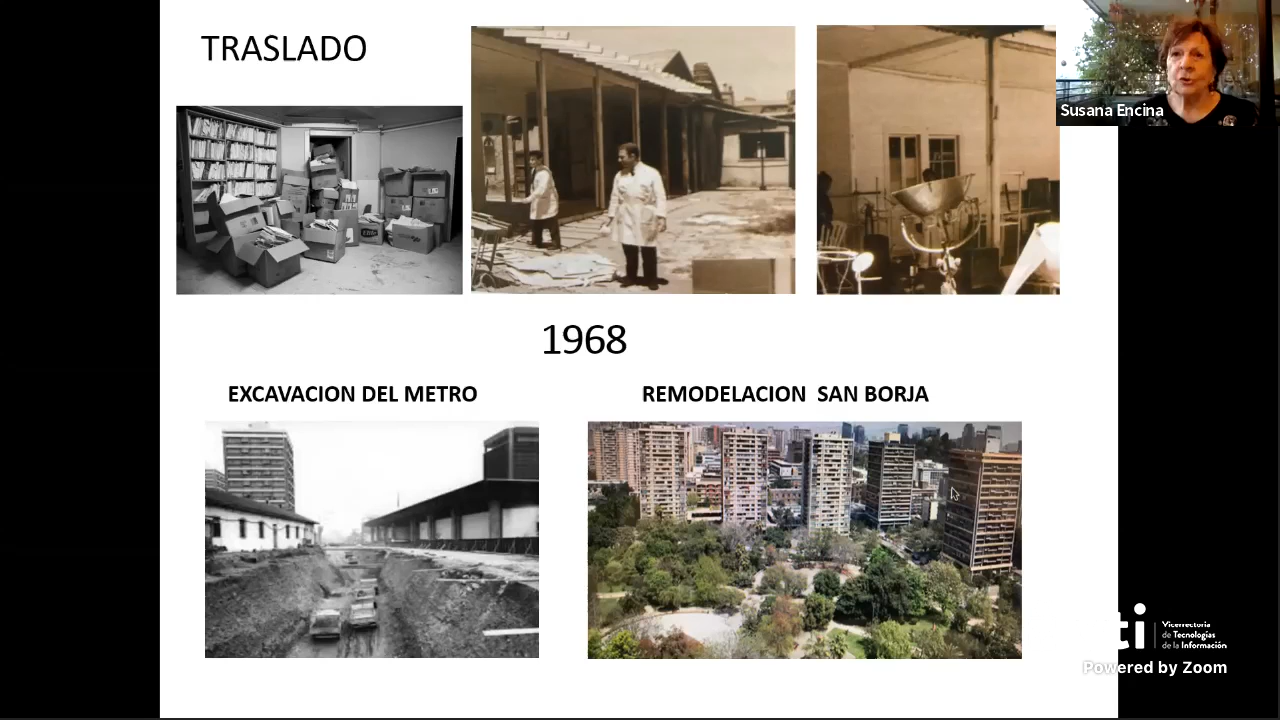 TRASLADO
Susana Encina
1968
EXCAVACION DEL METRO
REMODELACION SAN BORJA
ti
Vicerrectoría
de Tecnologías
de la Información
Powered by Zoom